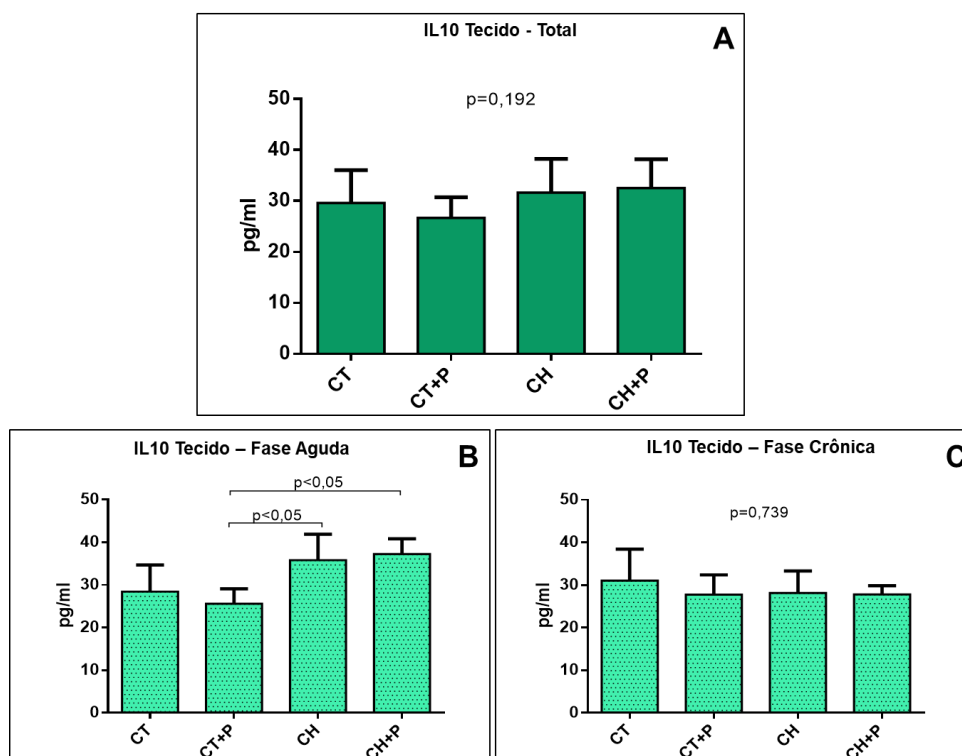 IL10 Tecido - Total
A
p=0,192
50
40
30
20
10
0
pg/ml
CT
CT+P
CH
CH+P
IL10 Tecido – Fase Aguda
B
p<0,05
p<0,05
50
40
30
20
10
0
pg/ml
CT
CT+P
CH
CH+P
IL10 Tecido – Fase Crônica
C
p=0,739
50
40
30
20
10
0
pg/ml
CT
CT+P
CH
CH+P